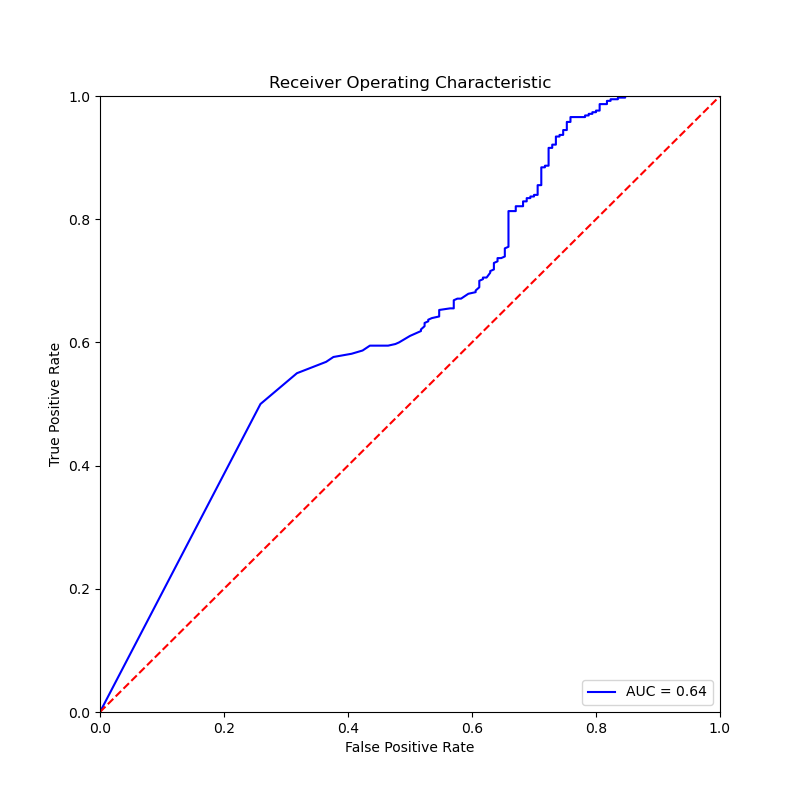 Receiver Operating Characteristic
1.0
0.8
0.6
0.4
0.2
0.0
True Positive Rate
AUC = 0.64
0.0 0.2 0.4 0.6 0.8 1.0
False Positive Rate